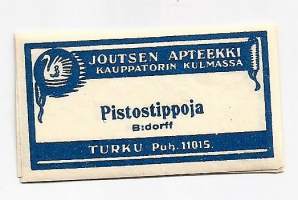 JOUTSEN APTEEKKI
KAUPPATORIN KULMASSA
Pistostippoja
B:dorff
TURKU Puh. 11015.